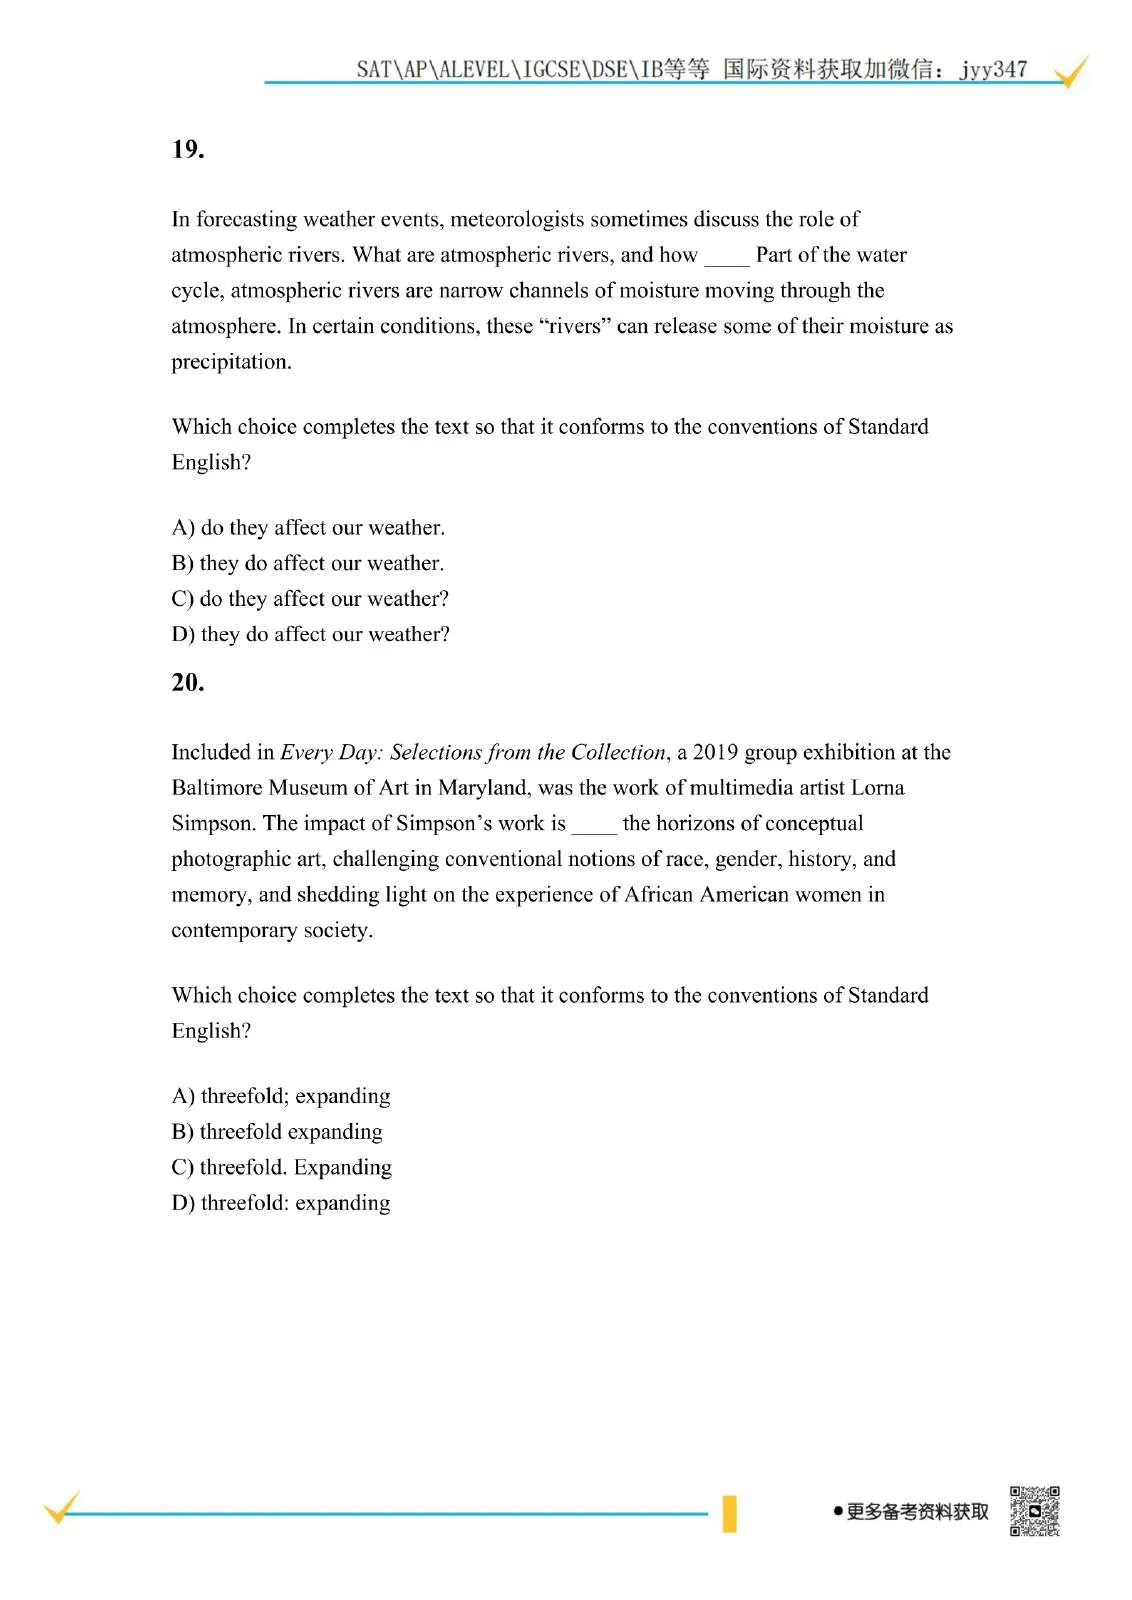 SAT\AP\ALEVEL\IGCSE\DSE\IB等等 国际资料获取加微信：jyy347
19.
In forecasting weather events, meteorologists sometimes discuss the role of
atmospheric rivers. What are atmospheric rivers, and how ____ Part of the water
cycle, atmospheric rivers are narrow channels of moisture moving through the
atmosphere. In certain conditions, these “rivers” can release some of their moisture as
precipitation.
Which choice completes the text so that it conforms to the conventions of Standard
English?
A) do they affect our weather.
B) they do affect our weather.
C) do they affect our weather?
D) they do affect our weather?
20.
Included in Every Day: Selections from the Collection, a 2019 group exhibition at the
Baltimore Museum of Art in Maryland, was the work of multimedia artist Lorna
Simpson. The impact of Simpson’s work is ____ the horizons of conceptual
photographic art, challenging conventional notions of race, gender, history, and
memory, and shedding light on the experience of African American women in
contemporary society.
Which choice completes the text so that it conforms to the conventions of Standard
English?
A) threefold; expanding
B) threefold expanding
C) threefold. Expanding
D) threefold: expanding
●更多备考资料获取